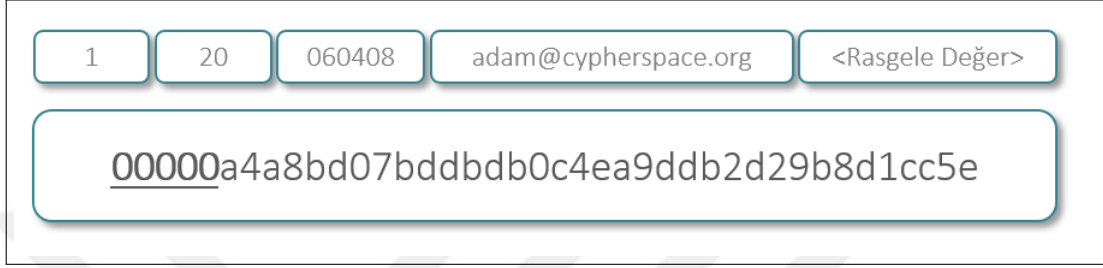 1 20 060408 adam@cypherspace.org <Rasgele Değer>
00000a4a8bd07bddbdb0c4ea9ddb2d29b8d1cc5e